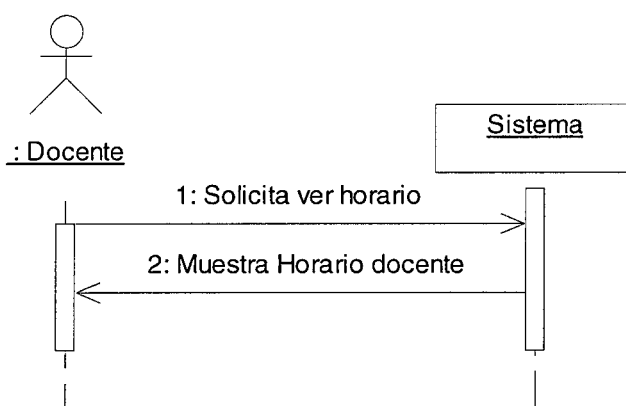 : Docente
Sistema
1: Solicita ver horario
2: Muestra Horario docente